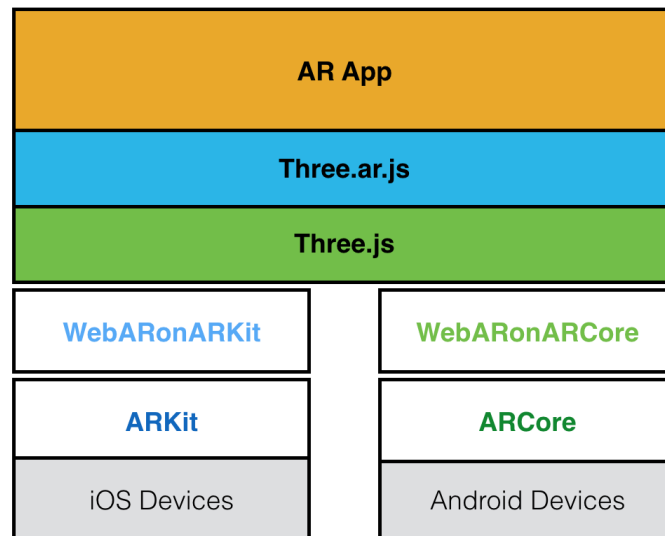 AR App
Three.ar.js
Three.js
WebARonARKit
WebARonARCore
ARKit
ARCore
iOS Devices
Android Devices